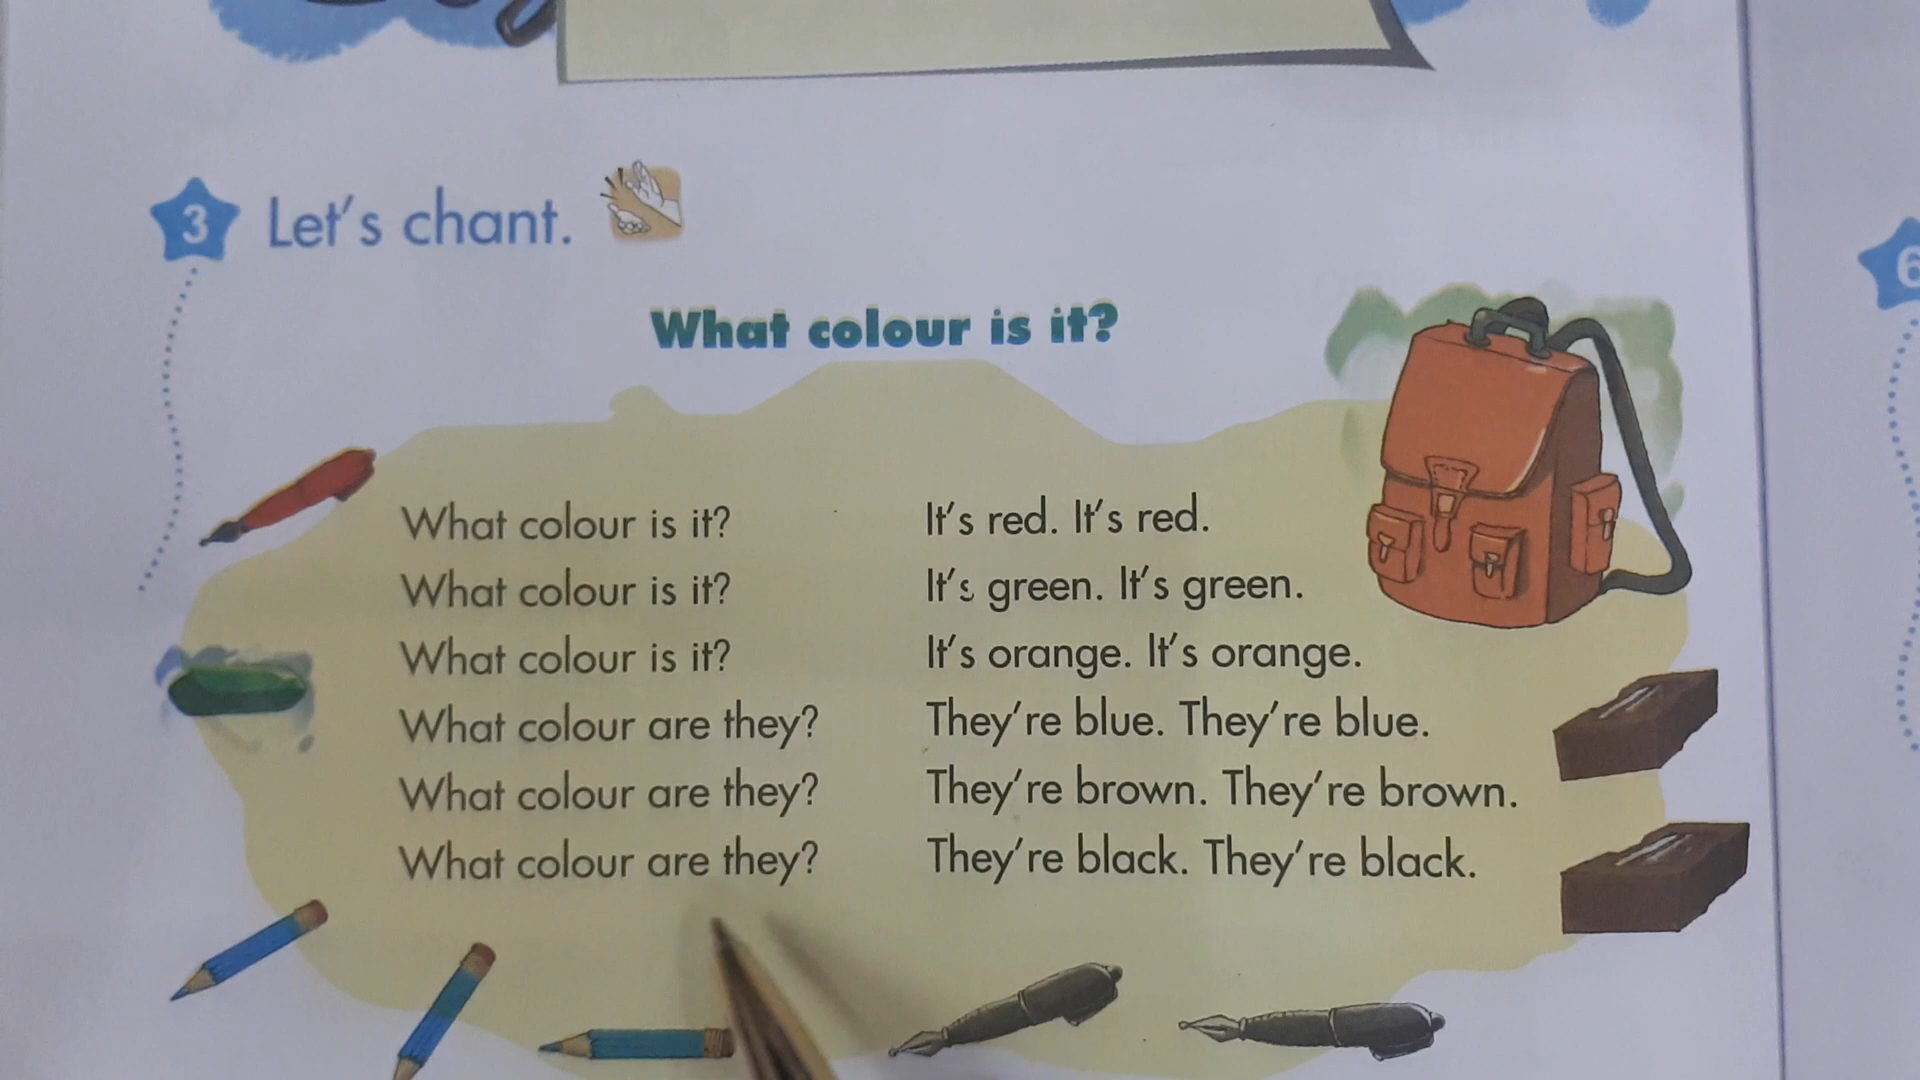 3 Let's chant.
What colour is it?
What colour is it? It's red. It's red.
What colour is it? It's green. It's green.
What colour is it? It's orange. It's orange.
What colour are they? They're blue. They're blue.
What colour are they? They're brown. They're brown.
What colour are they? They're black. They're black.
6